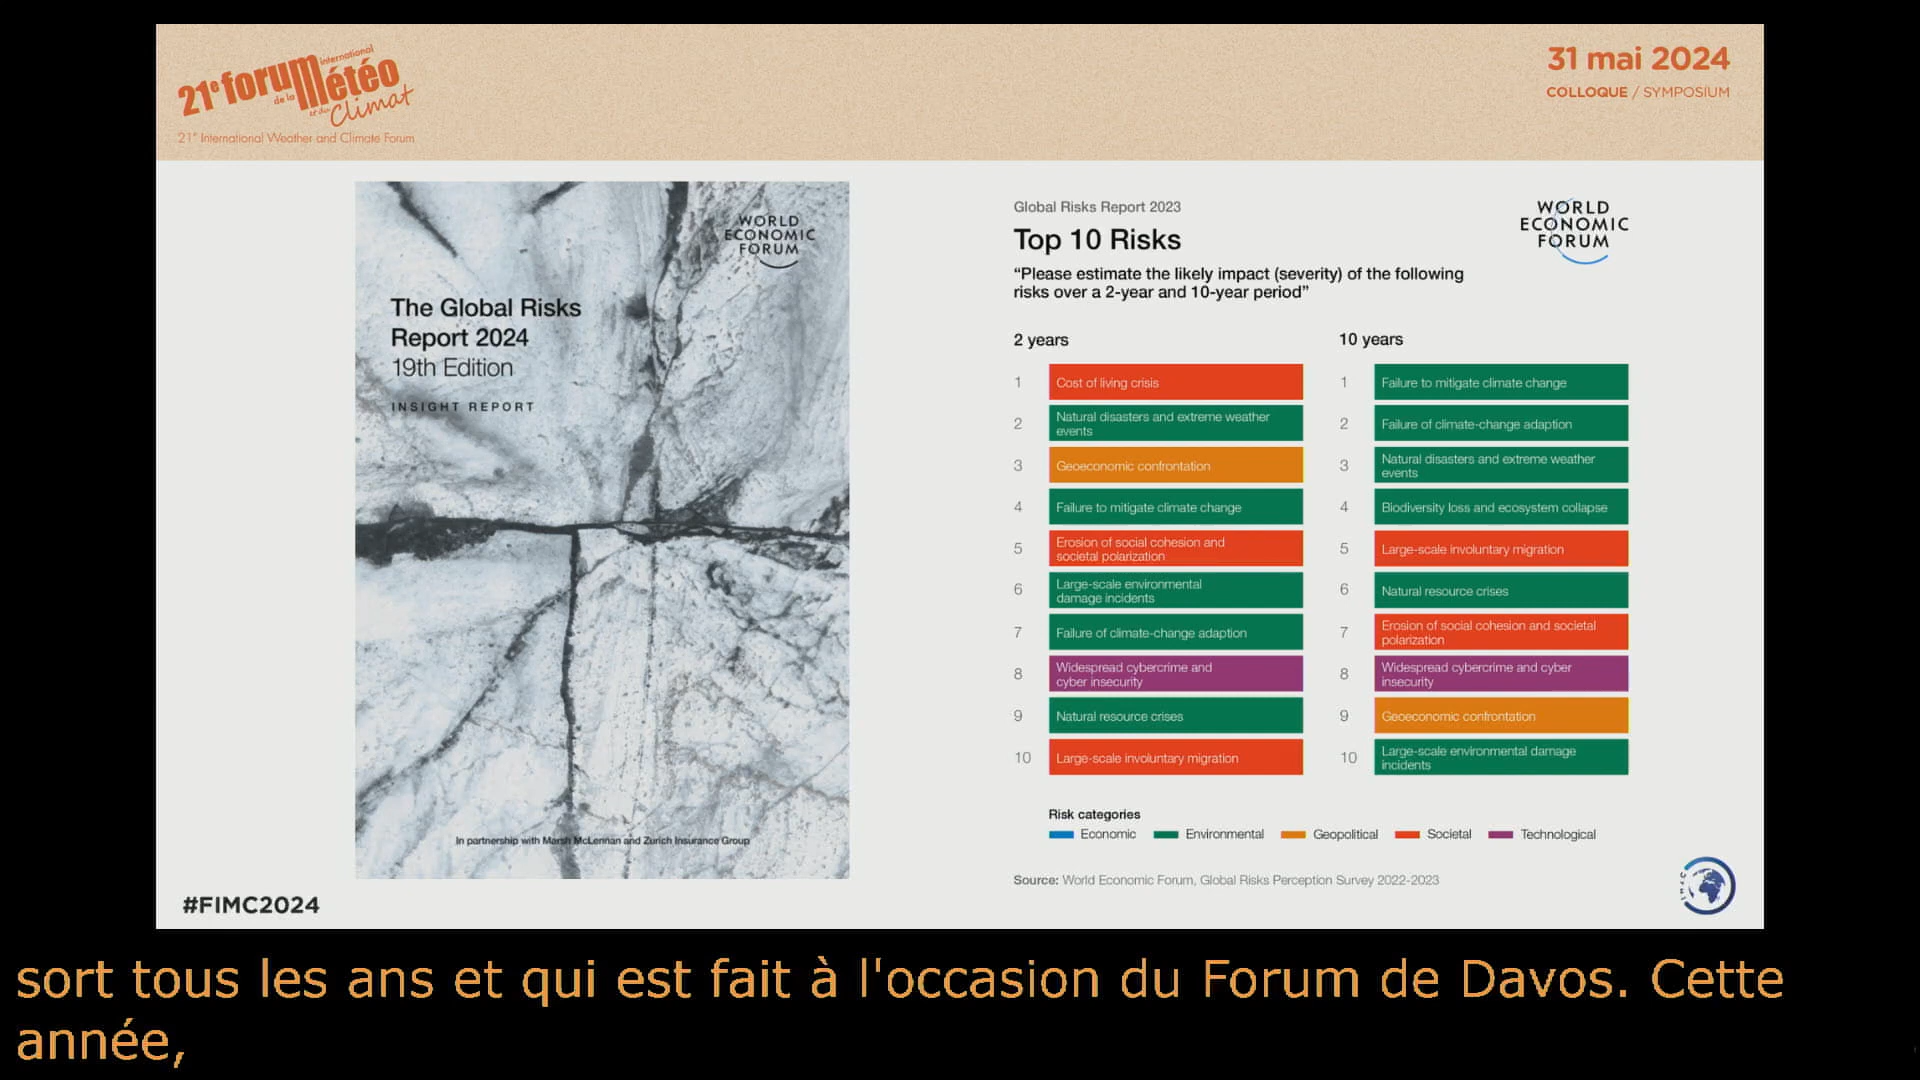 21e forum international
de la météo
et du climat
21st International Weather and Climate Forum
31 mai 2024
COLLOQUE / SYMPOSIUM
WORLD
ECONOMIC
FORUM
The Global Risks
Report 2024
19th Edition
INSIGHT REPORT
In partnership with Marsh McLennan and Zurich Insurance Group
Global Risks Report 2023
Top 10 Risks
“Please estimate the likely impact (severity) of the following
risks over a 2-year and 10-year period”
WORLD
ECONOMIC
FORUM
2 years
1 Cost of living crisis
2 Natural disasters and extreme weather
events
3 Geoeconomic confrontation
4 Failure to mitigate climate change
5 Erosion of social cohesion and
societal polarization
6 Large-scale environmental
damage incidents
7 Failure of climate-change adaption
8 Widespread cybercrime and
cyber insecurity
9 Natural resource crises
10 Large-scale involuntary migration
10 years
1 Failure to mitigate climate change
2 Failure of climate-change adaption
3 Natural disasters and extreme weather
events
4 Biodiversity loss and ecosystem collapse
5 Large-scale involuntary migration
6 Natural resource crises
7 Erosion of social cohesion and societal
polarization
8 Widespread cybercrime and cyber
insecurity
9 Geoeconomic confrontation
10 Large-scale environmental damage
incidents
Risk categories
Economic Environmental Geopolitical Societal Technological
Source: World Economic Forum, Global Risks Perception Survey 2022-2023
#FIMC2024
sort tous les ans et qui est fait à l'occasion du Forum de Davos. Cette
année,